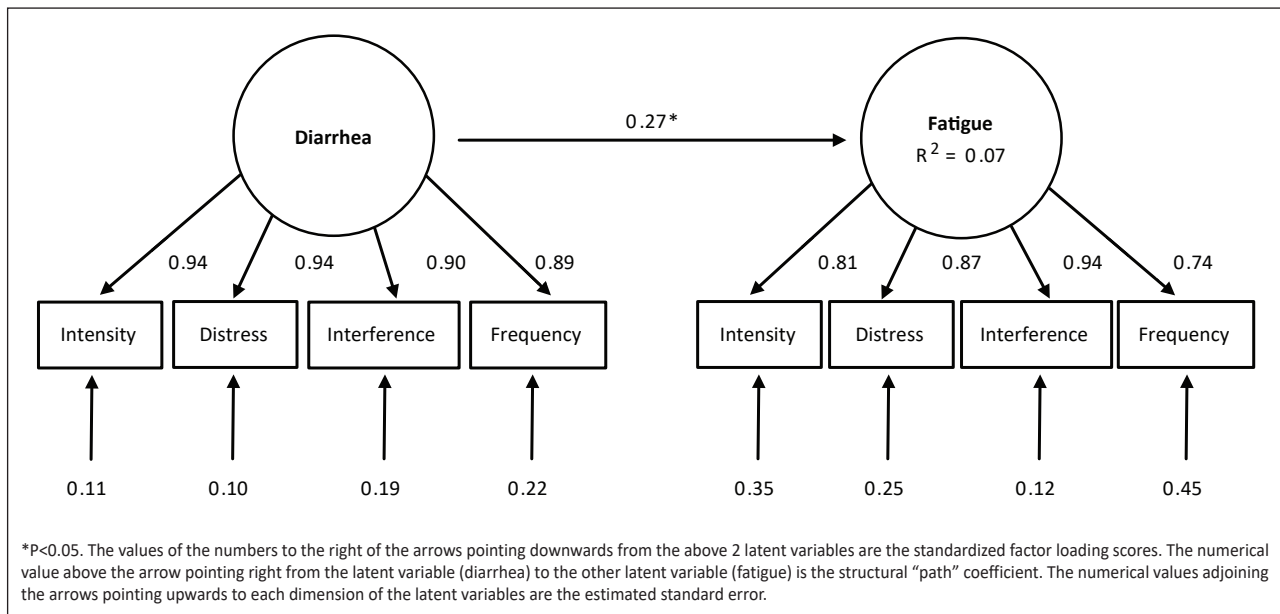 0.27*
Diarrhea
Fatigue
R² = 0.07
0.94
0.94
0.90
0.89
0.81
0.87
0.94
0.74
Intensity
Distress
Interference
Frequency
Intensity
Distress
Interference
Frequency
0.11
0.10
0.19
0.22
0.35
0.25
0.12
0.45
*P<0.05. The values of the numbers to the right of the arrows pointing downwards from the above 2 latent variables are the standardized factor loading scores. The numerical
value above the arrow pointing right from the latent variable (diarrhea) to the other latent variable (fatigue) is the structural “path” coefficient. The numerical values adjoining
the arrows pointing upwards to each dimension of the latent variables are the estimated standard error.